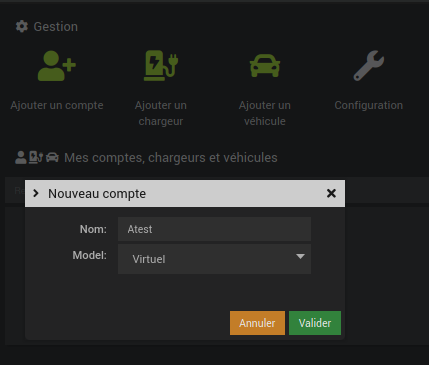 Gestion
Ajouter un compte
Ajouter un chargeur
Ajouter un véhicule
Configuration
Mes comptes, chargeurs et véhicules
Nouveau compte
Nom: Atest
Model: Virtuel
Annuler Valider